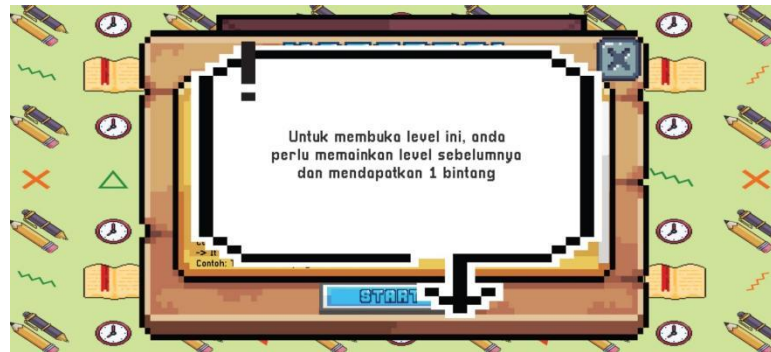 !
Untuk membuka level ini, anda
perlu memainkan level sebelumnya
dan mendapatkan 1 bintang
Contoh:
START